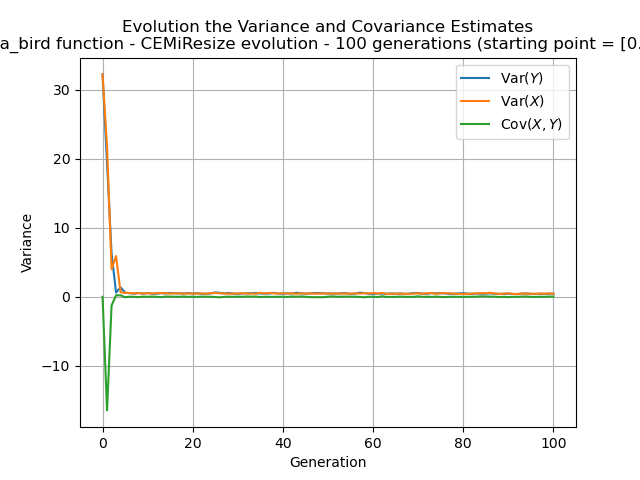 Evolution the Variance and Covariance Estimates
a_bird function - CEMiResize evolution - 100 generations (starting point = [0.
Var(Y)
Var(X)
Cov(X, Y)
30
20
10
0
−10
Variance
0 20 40 60 80 100
Generation